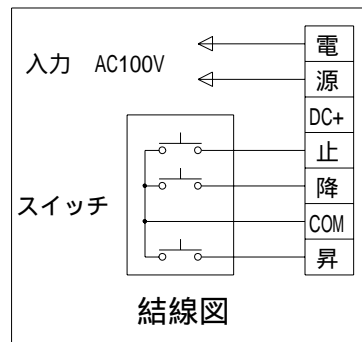 入力 AC100V
電
源
DC+
止
降
COM
昇
スイッチ
結線図